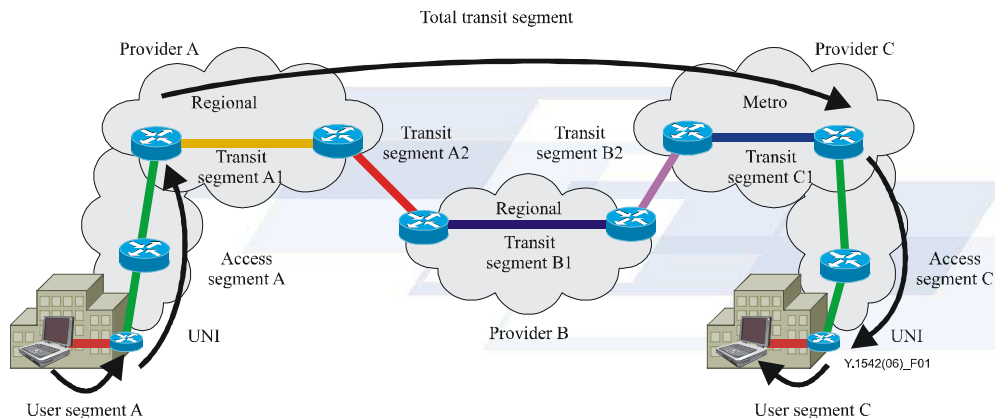 Total transit segment
Provider A
Provider C
Regional
Metro
Transit
segment A2
Transit
segment B2
Transit
segment A1
Transit
segment C1
Regional
Transit
segment B1
Access
segment A
Access
segment C
Provider B
UNI
UNI
Y.1542(06)_F01
User segment A
User segment C